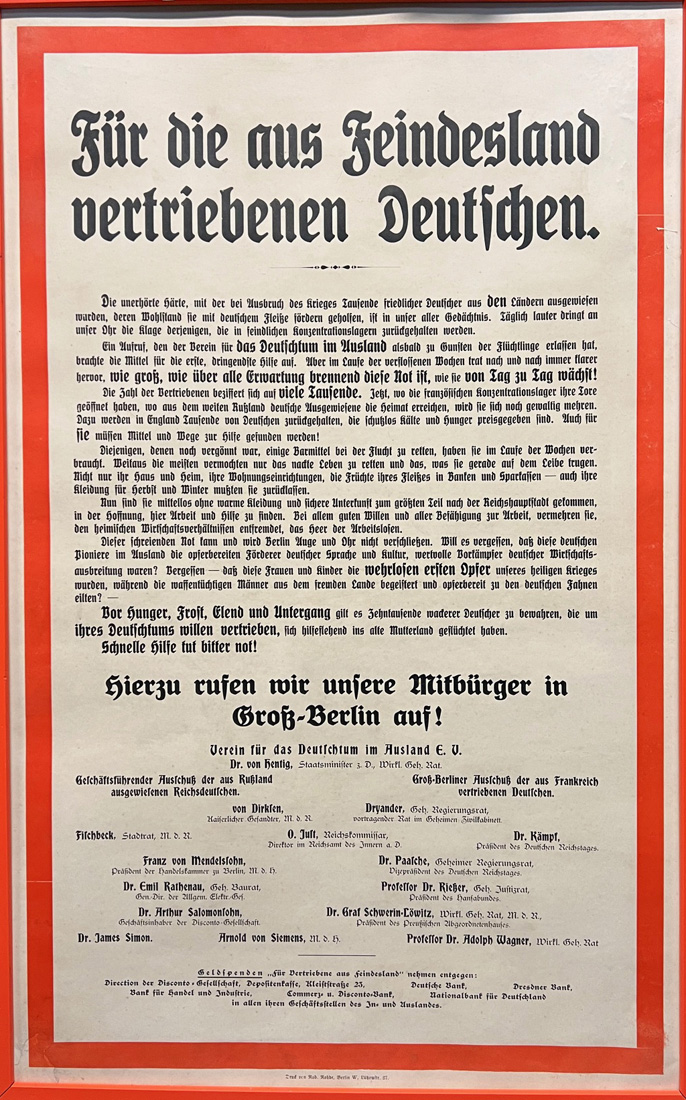 Für die aus Feindesland
vertriebenen Deutschen.
Die unerhörte Härte, mit der bei Ausbruch des Krieges Tausende friedlicher Deutscher aus den Ländern ausgewiesen
wurden, deren Wohlstand sie mit deutschem Fleiße fördern geholfen, ist in unser aller Gedächtnis. Täglich lauter dringt an
unser Ohr die Klage derjenigen, die in feindlichen Konzentrationslagern zurückgehalten werden.
Ein Aufruf, den der Verein für das Deutschtum im Ausland alsbald zu Gunsten der Flüchtlinge erlassen hat,
brachte die Mittel für die erste, dringendste Hilfe auf. Aber im Laufe der verflossenen Wochen trat nach und nach immer klarer
hervor, wie groß, wie über alle Erwartung brennend diese Not ist, wie sie von Tag zu Tag wächst!
Die Zahl der Vertriebenen beziffert sich auf viele Tausende. Jetzt, wo die französischen Konzentrationslager ihre Tore
geöffnet haben, wo aus dem weiten Rußland deutsche Ausgewiesene die Heimat erreichen, wird sie sich noch gewaltig mehren.
Dazu werden in England Tausende von Deutschen zurückgehalten, die schutzlos Kälte und Hunger preisgegeben sind. Auch für
sie müssen Mittel und Wege zur Hilfe gefunden werden!
Diejenigen, denen noch vergönnt war, einige Barmittel bei der Flucht zu retten, haben sie im Laufe der Wochen ver-
braucht. Weitaus die meisten vermochten nur das nackte Leben zu retten und das, was sie gerade auf dem Leibe trugen.
Nicht nur ihr Haus und Heim, ihre Wohnungseinrichtungen, die Früchte ihres Fleißes in Banken und Sparkassen — auch ihre
Kleidung für Herbst und Winter mußten sie zurücklassen.
Nun sind sie mittellos ohne warme Kleidung und sichere Unterkunft zum größten Teil nach der Reichshauptstadt gekommen,
in der Hoffnung, hier Arbeit und Hilfe zu finden. Bei allem guten Willen und aller Befähigung zur Arbeit, vermehren sie,
den heimischen Wirtschaftsverhältnissen entfremdet, das Heer der Arbeitslosen.
Dieser schreienden Not kann und wird Berlin Auge und Ohr nicht verschließen. Will es vergessen, daß diese deutschen
Pioniere im Ausland die opferbereiten Förderer deutscher Sprache und Kultur, wertvolle Vorkämpfer deutscher Wirtschafts-
ausbreitung waren? Vergessen — daß diese Frauen und Kinder die wehrlosen ersten Opfer unseres heiligen Krieges
wurden, während die waffentüchtigen Männer aus dem fremden Lande begeistert und opferbereit zu den deutschen Fahnen
eilten? —
Vor Hunger, Frost, Elend und Untergang gilt es Zehntausende wackerer Deutscher zu bewahren, die um
ihres Deutschtums willen vertrieben, sich hilfeflehend ins alte Mutterland geflüchtet haben.
Schnelle Hilfe tut bitter not!
Hierzu rufen wir unsere Mitbürger in
Groß-Berlin auf!
Verein für das Deutschtum im Ausland E. V.
Dr. von Hentig, Staatsminister z. D., Wirkl. Geh. Rat.
Geschäftsführender Ausschuß der aus Rußland
ausgewiesenen Reichsdeutschen.
Groß-Berliner Ausschuß der aus Frankreich
vertriebenen Deutschen.
von Dirksen,
Kaiserlicher Gesandter, M. d. R.
Dryander, Geh. Regierungsrat,
vortragender Rat im Geheimen Zivilkabinett.
Fischbeck, Stadtrat, M. d. R.
O. Just, Reichskommissar,
Direktor im Reichsamt des Innern a. D.
Dr. Kämpf,
Präsident des Deutschen Reichstages.
Franz von Mendelssohn,
Präsident der Handelskammer zu Berlin, M. d. H.
Dr. Paasche, Geheimer Regierungsrat,
Vizepräsident des Deutschen Reichstages.
Dr. Emil Rathenau, Geh. Baurat,
Gen.-Dir. der Allgem. Elektr.-Ges.
Professor Dr. Rießer, Geh. Justizrat,
Präsident des Hansabundes.
Dr. Arthur Salomonsohn,
Geschäftsinhaber der Disconto-Gesellschaft.
Dr. Graf Schwerin-Löwitz, Wirkl. Geh. Rat, M. d. R.,
Präsident des Preußischen Abgeordnetenhauses.
Dr. James Simon.
Arnold von Siemens, M. d. H.
Professor Dr. Adolph Wagner, Wirkl. Geh. Rat
Geldspenden „Für Vertriebene aus Feindesland" nehmen entgegen:
Direction der Disconto-Gesellschaft, Depositenkasse, Kleiststraße 23, Deutsche Bank, Dresdner Bank,
Bank für Handel und Industrie, Commerz- u. Disconto-Bank, Nationalbank für Deutschland
in allen ihren Geschäftsstellen des In- und Auslandes.
Druck von Rob. Berlin W.